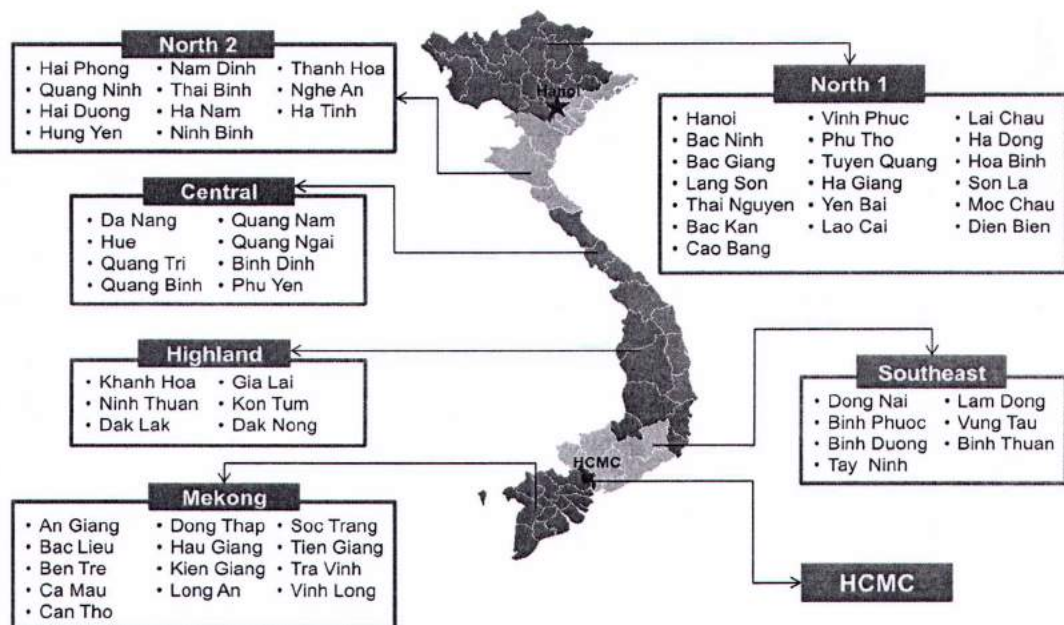 North 2
• Hai Phong
• Quang Ninh
• Hai Duong
• Hung Yen
• Nam Dinh
• Thai Binh
• Ha Nam
• Ninh Binh
• Thanh Hoa
• Nghe An
• Ha Tinh
Hanoi
North 1
• Hanoi
• Bac Ninh
• Bac Giang
• Lang Son
• Thai Nguyen
• Bac Kan
• Cao Bang
• Vinh Phuc
• Phu Tho
• Tuyen Quang
• Ha Giang
• Yen Bai
• Lao Cai
• Lai Chau
• Ha Dong
• Hoa Binh
• Son La
• Moc Chau
• Dien Bien
Central
• Da Nang
• Hue
• Quang Tri
• Quang Binh
• Quang Nam
• Quang Ngai
• Binh Dinh
• Phu Yen
Highland
• Khanh Hoa
• Ninh Thuan
• Dak Lak
• Gia Lai
• Kon Tum
• Dak Nong
Southeast
• Dong Nai
• Binh Phuoc
• Binh Duong
• Tay Ninh
• Lam Dong
• Vung Tau
• Binh Thuan
HCMC
Mekong
• An Giang
• Bac Lieu
• Ben Tre
• Ca Mau
• Can Tho
• Dong Thap
• Hau Giang
• Kien Giang
• Long An
• Soc Trang
• Tien Giang
• Tra Vinh
• Vinh Long
HCMC